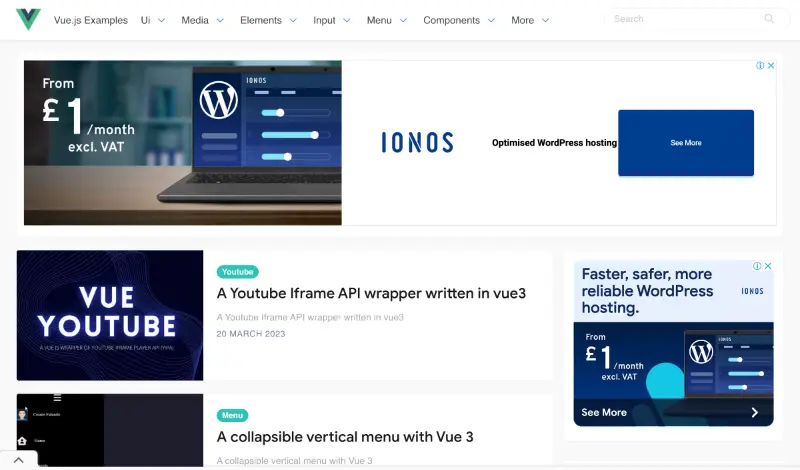 Vue.js Examples Ui Media Elements Input Menu Components More Search
From
£1/month
excl. VAT
IONOS
IONOS
Optimised WordPress hosting
See More
VUE
YOUTUBE
A VUE JS WRAPPER OF YOUTUBE IFRAME PLAYER API (YIPA)
Youtube
A Youtube Iframe API wrapper written in vue3
A Youtube Iframe API wrapper written in vue3
20 MARCH 2023
Faster, safer, more
reliable WordPress
hosting.
IONOS
From
£1/month
excl. VAT
See More
Menu
A collapsible vertical menu with Vue 3
A collapsible vertical menu with Vue 3
Home